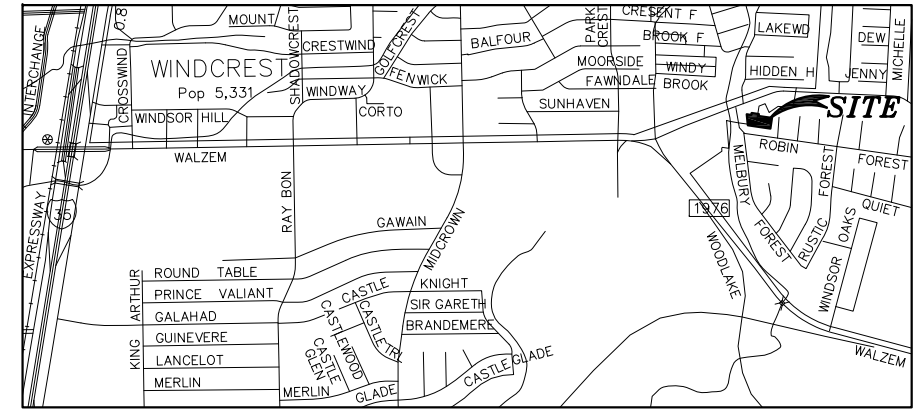 INTERCHANGE
0.8
MOUNT
CRESENT F
PARK CREST
BROOK F
LAKEWD
DEW
MICHELLE
CROSSWIND
SHADOWCREST
CRESTWIND
GOLFCREST
BALFOUR
WINDCREST
Pop 5,331
FENWICK
MOORSIDE
WINDY
BROOK
HIDDEN H
JENNY
WINDWAY
FAWNDALE
SUNHAVEN
CORTO
WINDSOR HILL
SITE
WALZEM
ROBIN
FOREST
RAY BON
MELBURY
FOREST
FOREST
QUIET
35
EXPRESSWAY
1976
GAWAIN
MIDCROWN
WOODLAKE
RUSTIC
OAKS
WINDSOR
KING ARTHUR
ROUND TABLE
PRINCE VALIANT
CASTLE
KNIGHT
GALAHAD
SIR GARETH
BRANDEMERE
GUINEVERE
CASTLEWOOD
CASTLE TRL
LANCELOT
CASTLE GLEN
MERLIN
MERLIN
GLADE
CASTLE GLADE
WALZEM